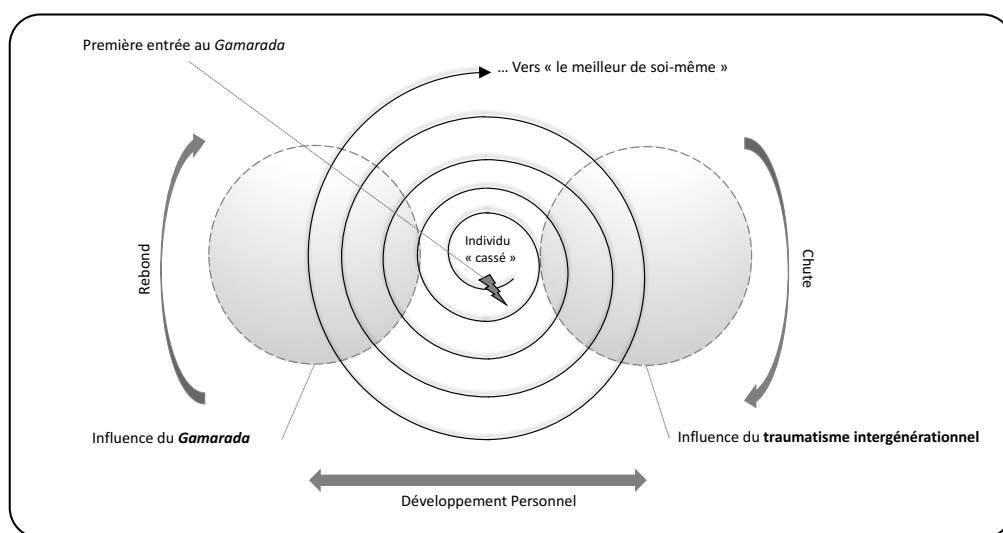 Première entrée au Gamarada
... Vers « le meilleur de soi-même »
Individu
« cassé »
Rebond
Chute
Influence du Gamarada
Influence du traumatisme intergénérationnel
Développement Personnel